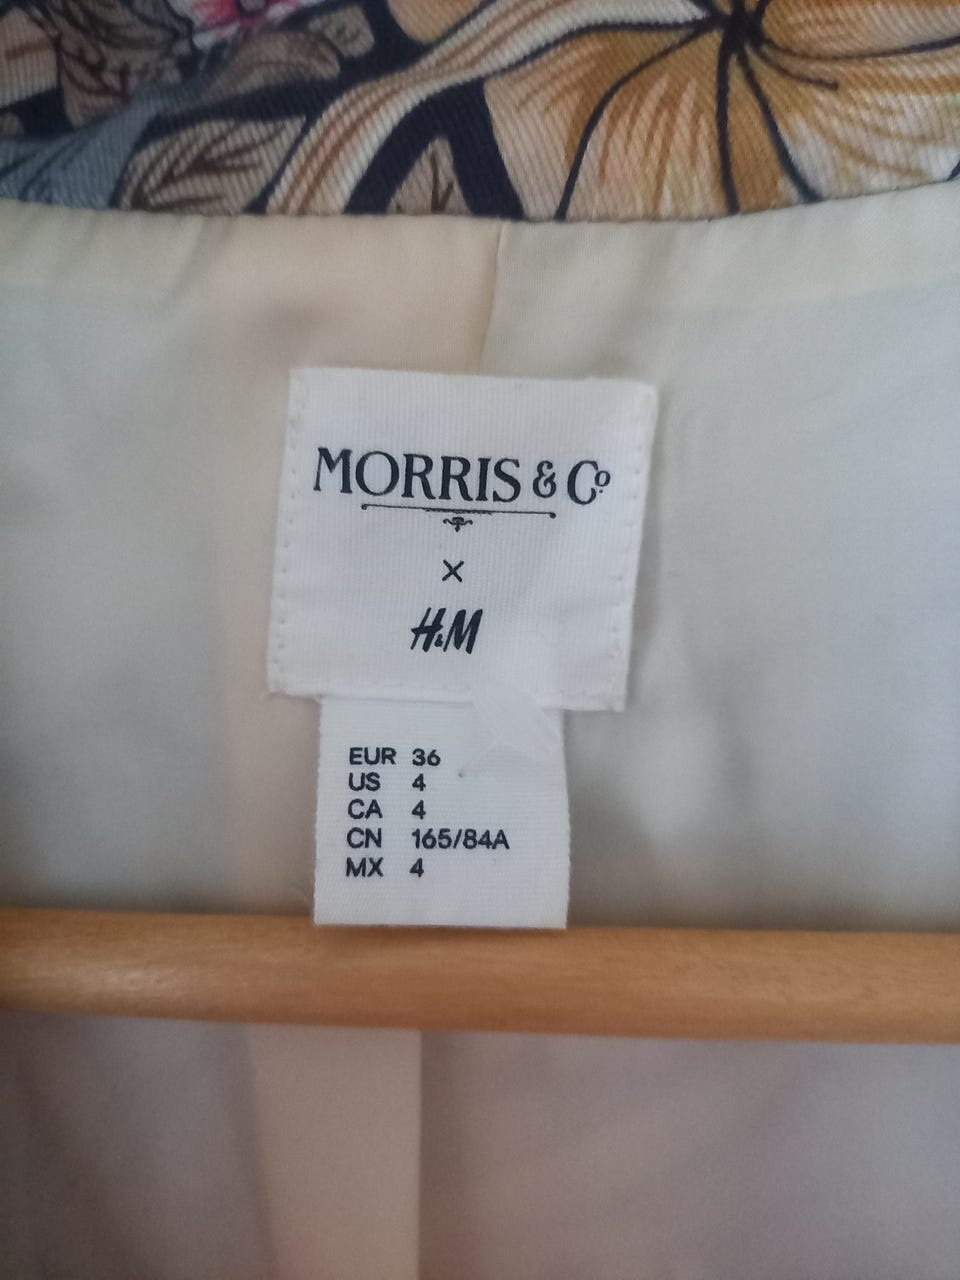 MORRIS & Co.
×
H&M
EUR 36
US 4
CA 4
CN 165/84A
MX 4